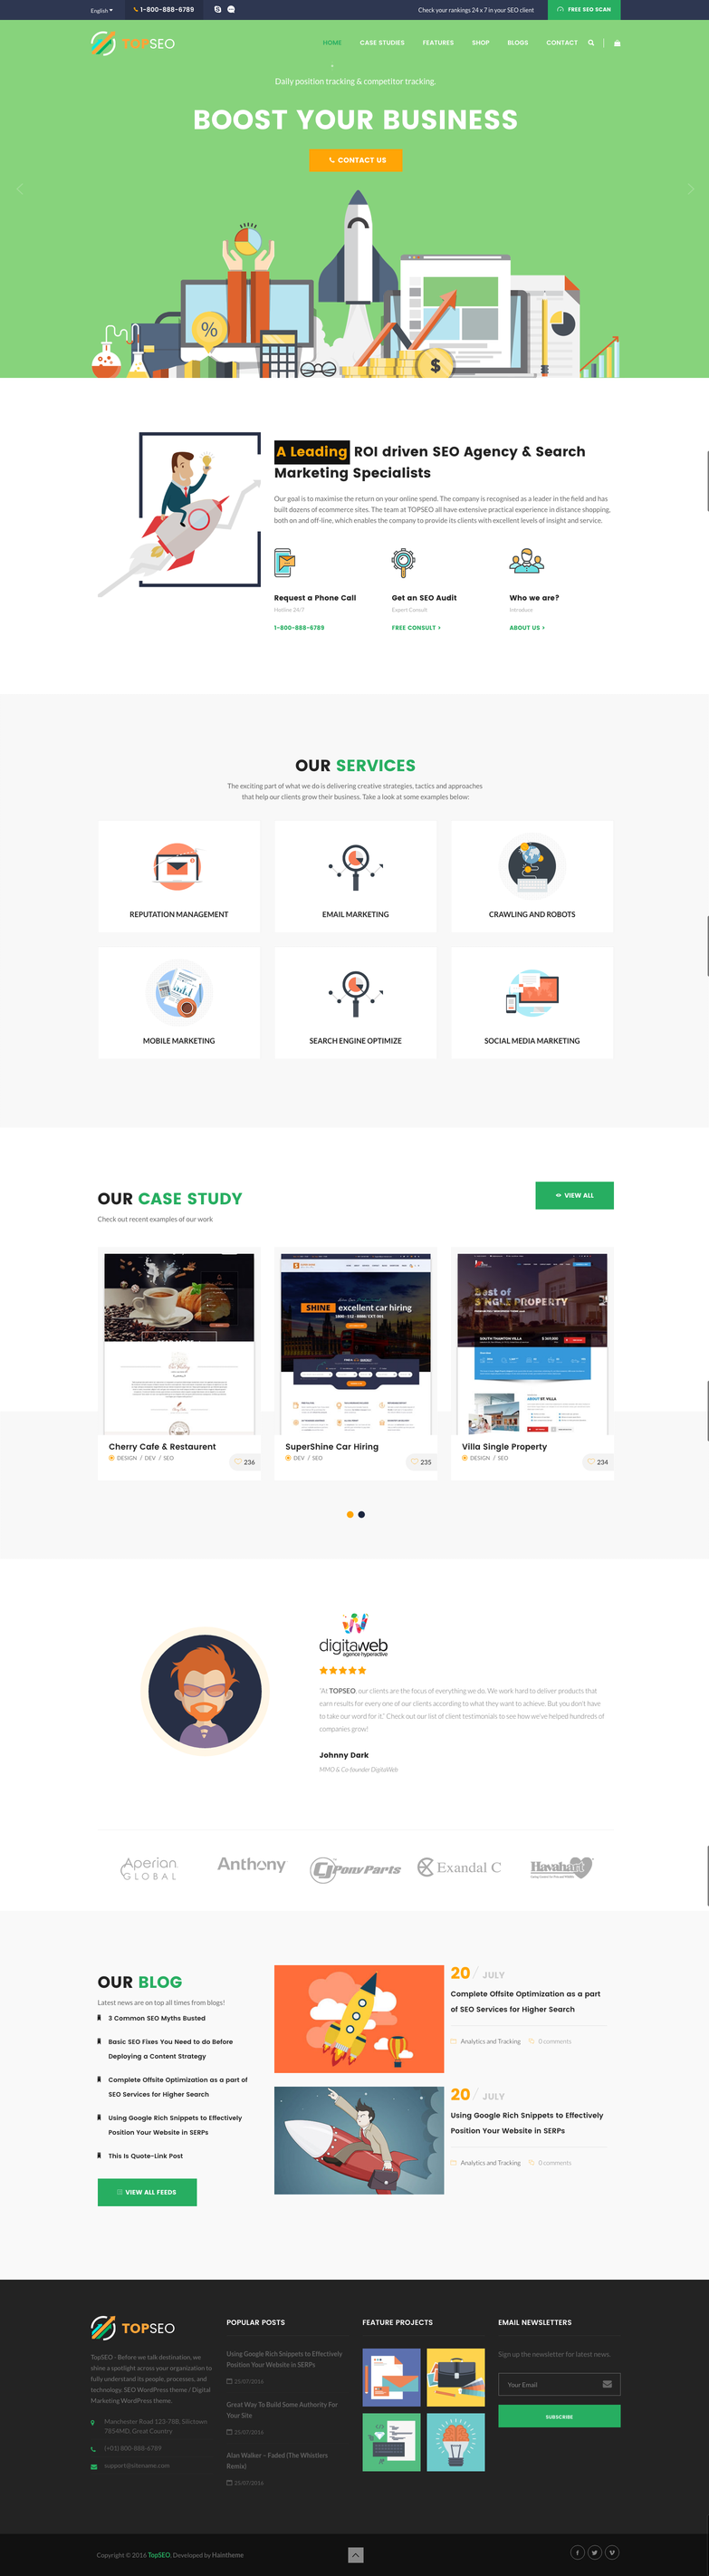 English
1-800-888-6789
Check your rankings 24 x 7 in your SEO client
FREE SEO SCAN
TOPSEO
HOME
CASE STUDIES
FEATURES
SHOP
BLOGS
CONTACT
Daily position tracking & competitor tracking.
BOOST YOUR BUSINESS
CONTACT US
%
$
A Leading ROI driven SEO Agency & Search
Marketing Specialists
Our goal is to maximise the return on your online spend. The company is recognised as a leader in the field and has
built dozens of ecommerce sites. The team at TOPSEO all have extensive practical experience in distance shopping,
both on and off-line, which enables the company to provide its clients with excellent levels of insight and service.
Request a Phone Call
Hotline 24/7
1-800-888-6789
Get an SEO Audit
Expert Consult
FREE CONSULT >
Who we are?
Introduce
ABOUT US >
OUR SERVICES
The exciting part of what we do is delivering creative strategies, tactics and approaches
that help our clients grow their business. Take a look at some examples below:
REPUTATION MANAGEMENT
EMAIL MARKETING
CRAWLING AND ROBOTS
MOBILE MARKETING
SEARCH ENGINE OPTIMIZE
SOCIAL MEDIA MARKETING
OUR CASE STUDY
Check out recent examples of our work
VIEW ALL
SHINE excellent car hiring
Best of
SINGLE PROPERTY
SOUTH THAMPTON VILLA
ABOUT ST. VILLA
Cherry Cafe & Restaurent
DESIGN / DEV / SEO
236
SuperShine Car Hiring
DEV / SEO
235
Villa Single Property
DESIGN / SEO
234
digitaweb
agence hyperactive
"At TOPSEO, our clients are the focus of everything we do. We work hard to deliver products that
earn results for every one of our clients according to what they want to achieve. But you don't have
to take our word for it." Check out our list of client testimonials to see how we've helped hundreds of
companies grow!
Johnny Dark
MMO & Co-founder DigitalWeb
Aperian
GLOBAL
Anthony
PonyParts
Exandal C
Havahart
OUR BLOG
Latest news are on top all times from blogs!
3 Common SEO Myths Busted
Basic SEO Fixes You Need to do Before
Deploying a Content Strategy
Complete Offsite Optimization as a part of
SEO Services for Higher Search
Using Google Rich Snippets to Effectively
Position Your Website in SERPs
This Is Quote-Link Post
VIEW ALL FEEDS
20 / JULY
Complete Offsite Optimization as a part
of SEO Services for Higher Search
Analytics and Tracking
0 comments
20 / JULY
Using Google Rich Snippets to Effectively
Position Your Website in SERPs
Analytics and Tracking
0 comments
TOPSEO
TopSEO - Before we talk destination, we
shine a spotlight across your organization to
fully understand its people, processes, and
technology. SEO WordPress theme / Digital
Marketing WordPress theme.
Manchester Road 123-78B, Silictown
7854MD, Great Country
(+01) 800-888-6789
support@sitename.com
POPULAR POSTS
Using Google Rich Snippets to Effectively
Position Your Website in SERPs
25/07/2016
Great Way To Build Some Authority For
Your Site
25/07/2016
Alan Walker – Faded (The Whistlers
Remix)
25/07/2016
FEATURE PROJECTS
EMAIL NEWSLETTERS
Sign up the newsletter for latest news.
Your Email
SUBSCRIBE
Copyright © 2016 TopSEO. Developed by Haintheme